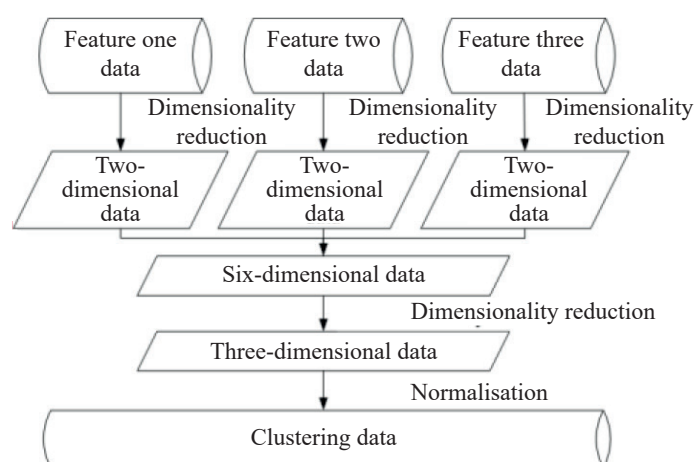 Feature one
data
Feature two
data
Feature three
data
Dimensionality
reduction
Dimensionality
reduction
Dimensionality
reduction
Two-
dimensional
data
Two-
dimensional
data
Two-
dimensional
data
Six-dimensional data
Dimensionality reduction
Three-dimensional data
Normalisation
Clustering data